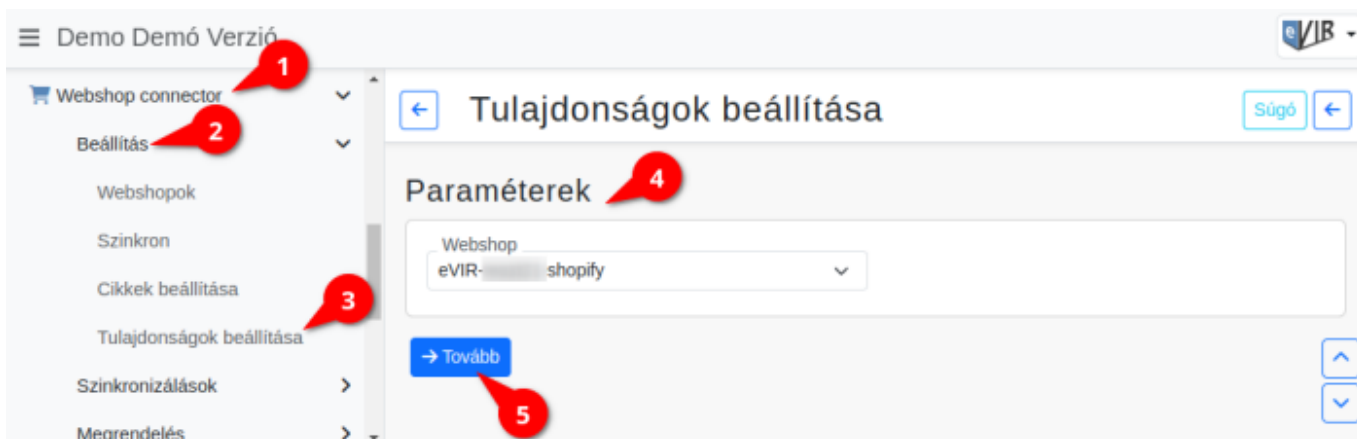 Demo Demó Verzió
eVIR
1
Webshop connector
2
Beállítás
Webshopok
Szinkron
Cikkek beállítása
3
Tulajdonságok beállítása
Szinkronizálások
Megrendelés
Tulajdonságok beállítása
Súgó
Paraméterek
4
Webshop
eVIR- shopify
Tovább
5